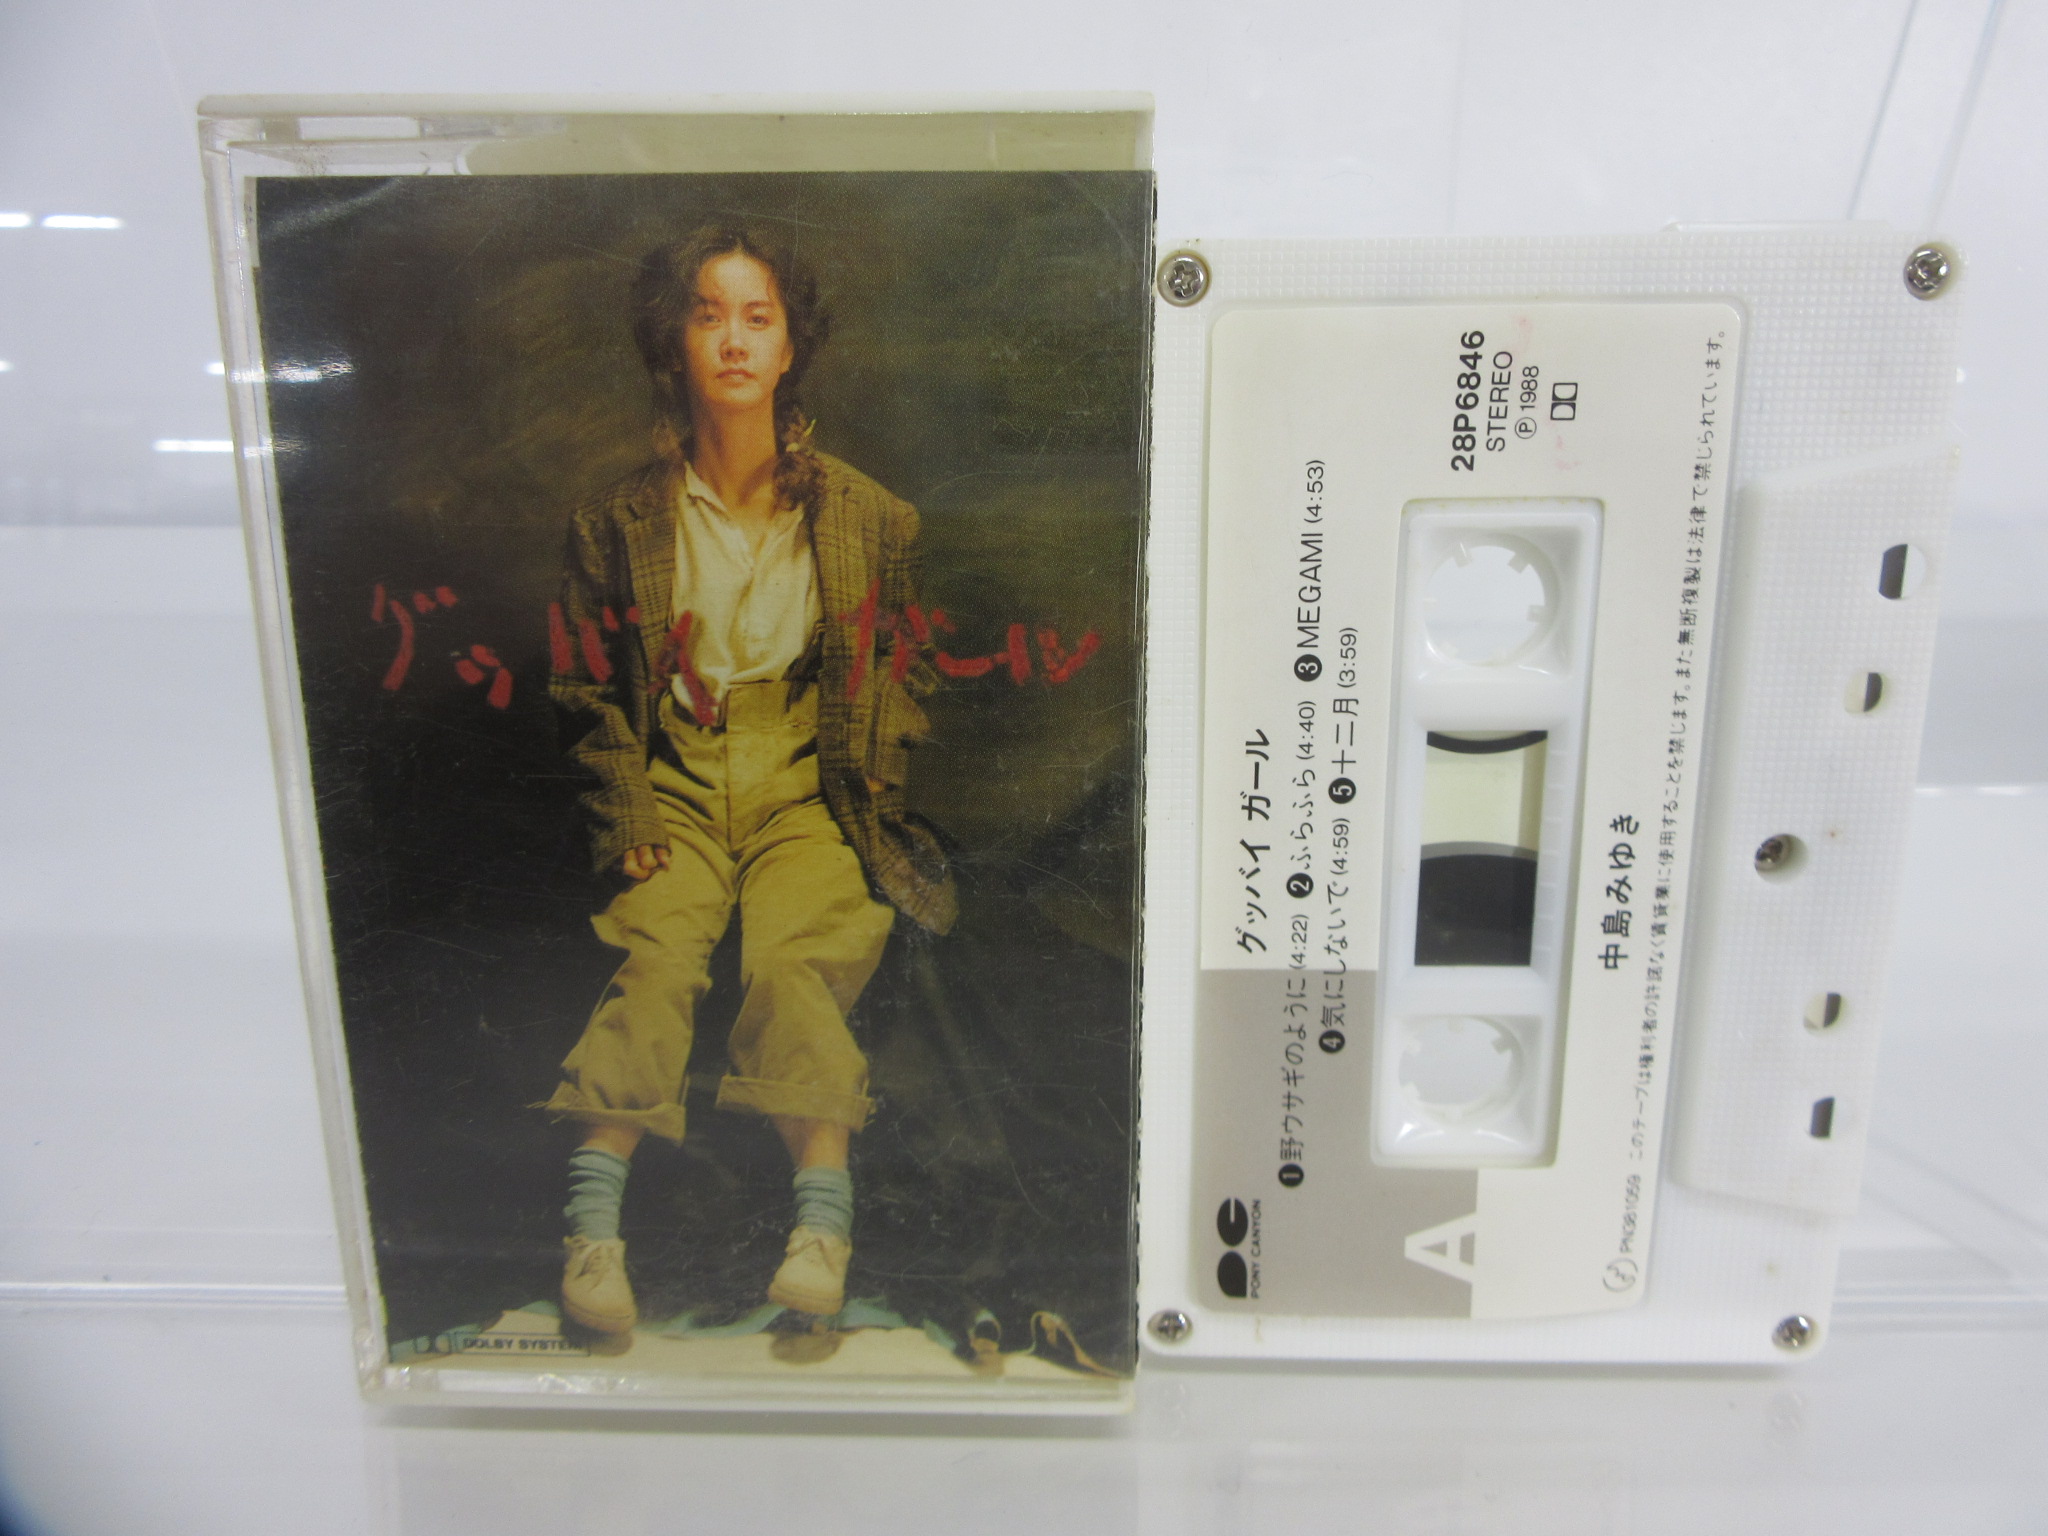 グッバイ ガール
DOLBY SYSTEM
PONY CANYON
グッバイ ガール
❶野ウサギのように(4:22) ❷ふらふら(4:40) ❸MEGAMI(4:53)
❹気にしないで(4:59) ❺十二月(3:59)
28P6846
STEREO
Ⓟ1988
A
中島みゆき
PN381059 このテープは権利者の許諾なく賃貸業に使用することを禁じます。また無断複製は法律で禁じられています。